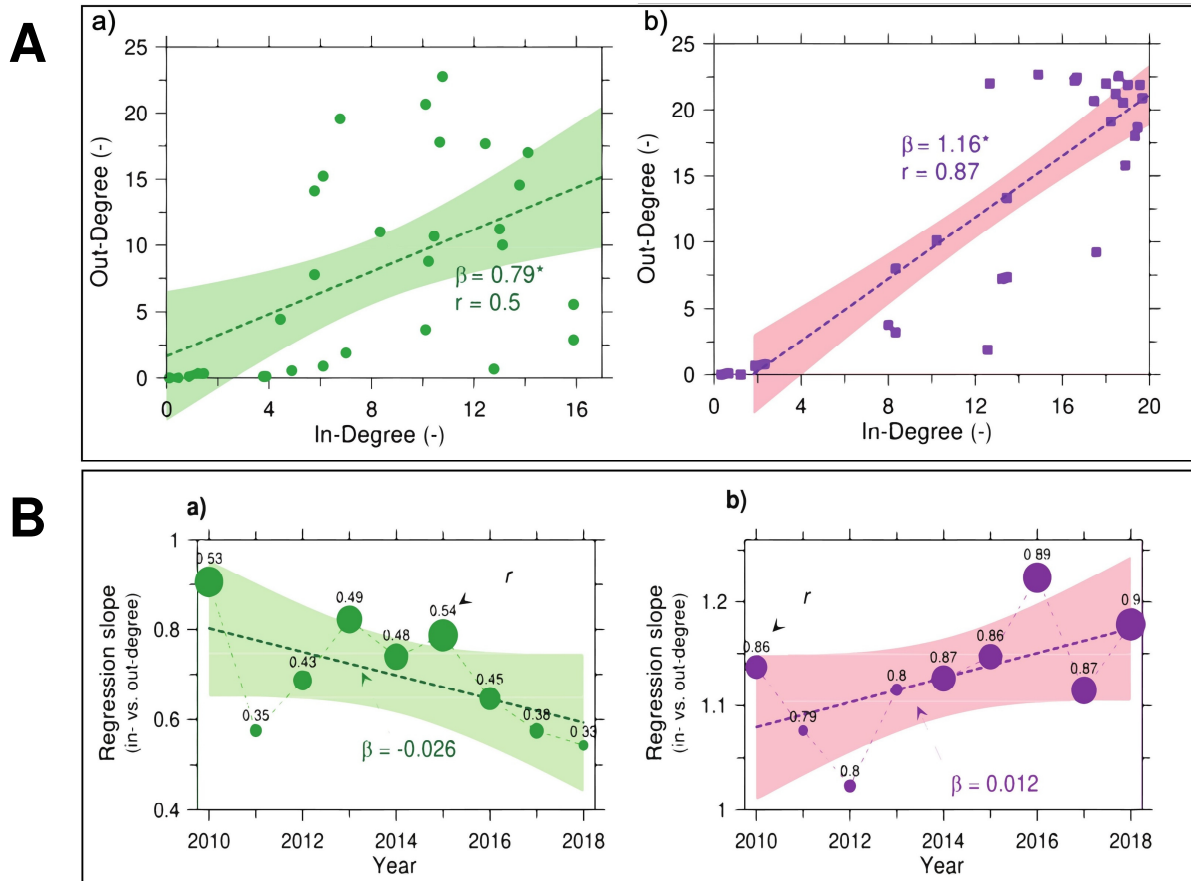 A
a)
25
20
15
10
5
0
Out-Degree (-)
0 4 8 12 16
In-Degree (-)
β = 0.79*
r = 0.5
b)
25
20
15
10
5
0
Out-Degree (-)
0 4 8 12 16 20
In-Degree (-)
β = 1.16*
r = 0.87
B
a)
1
0.8
0.6
0.4
Regression slope
(in- vs. out-degree)
0 53
0.35
0.43
0.49
0.48
0.54
0.45
0.38
0 33
r
β = -0.026
2010 2012 2014 2016 2018
Year
b)
1.2
1.11
1
Regression slope
(in- vs. out-degree)
0.86
0.79
0.8
0.8
0.87
0.86
0 89
0.87
0 9
r
β = 0.012
2010 2012 2014 2016 2018
Year